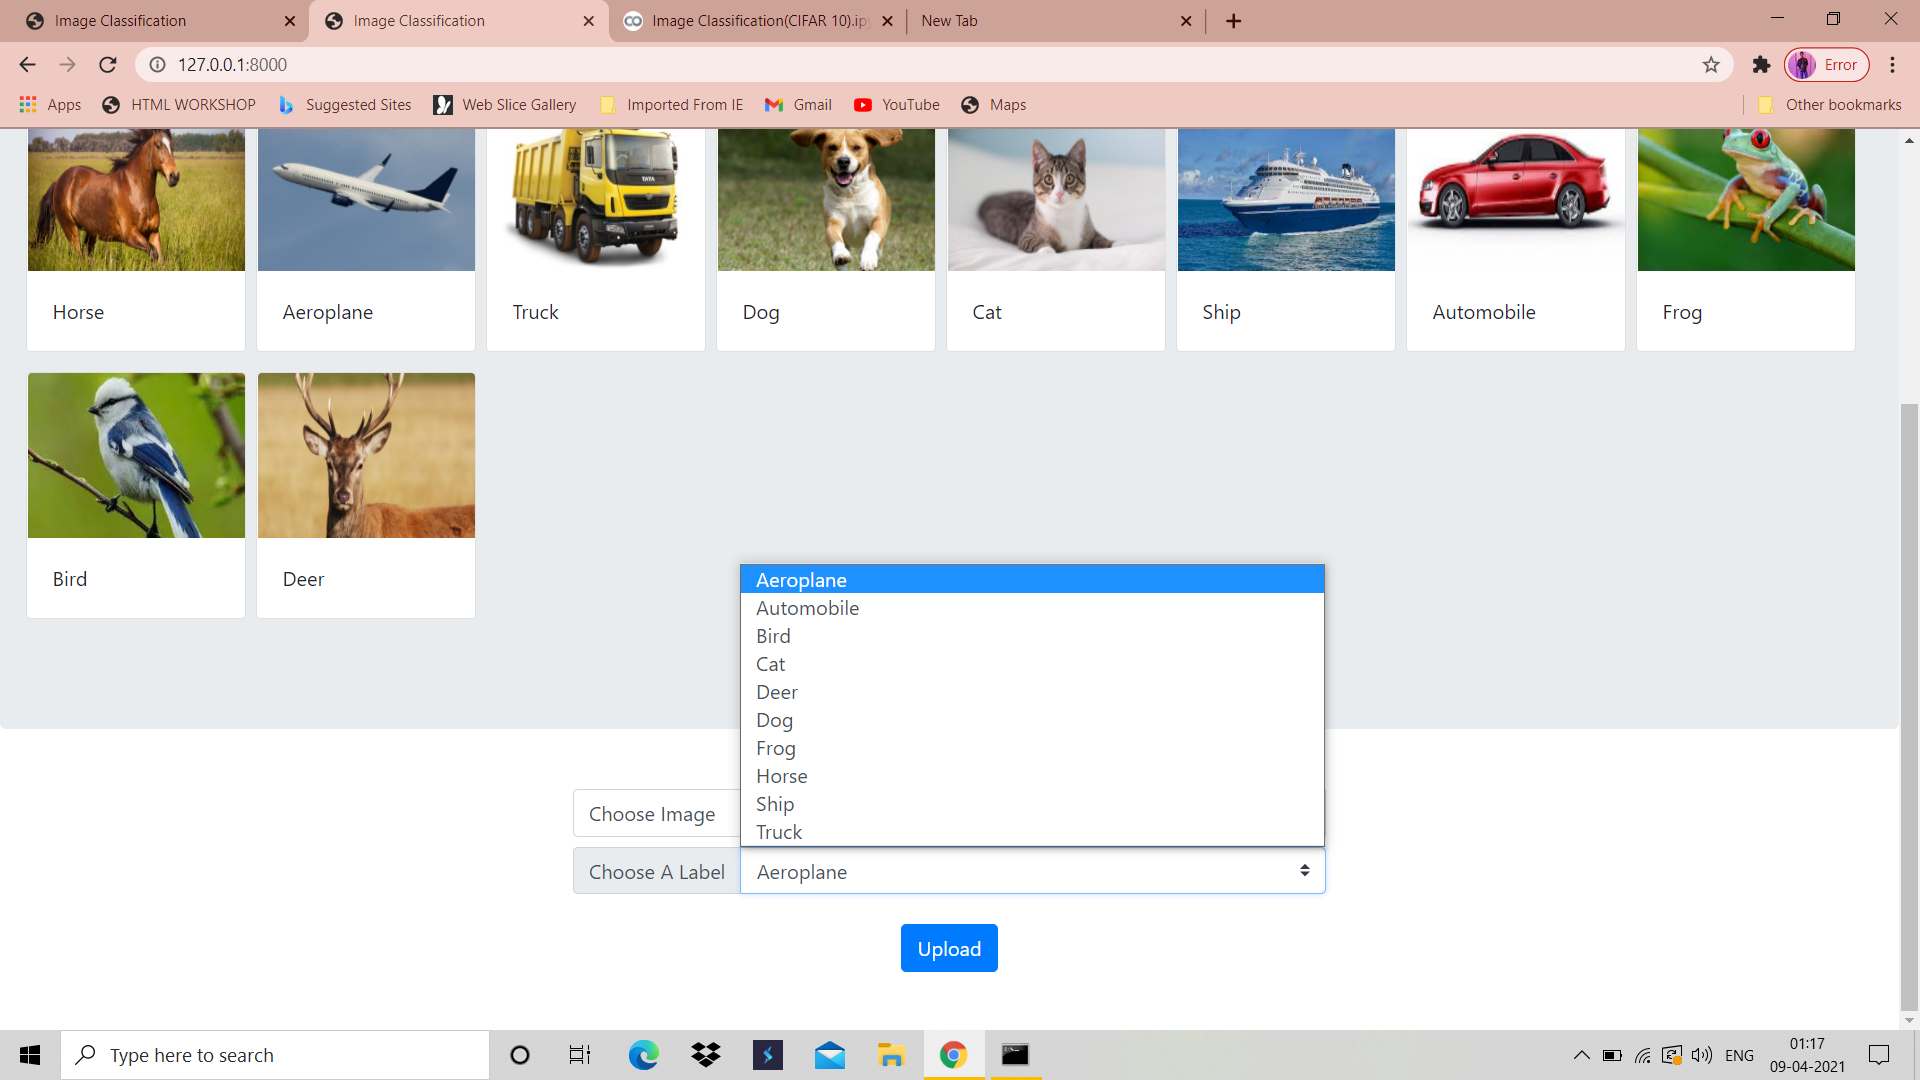 Image Classification
Image Classification
Image Classification(CIFAR 10).ipy
New Tab
127.0.0.1:8000
Error
Apps
HTML WORKSHOP
Suggested Sites
Web Slice Gallery
Imported From IE
Gmail
YouTube
Maps
Other bookmarks
TATA
Horse
Aeroplane
Truck
Dog
Cat
Ship
Automobile
Frog
Bird
Deer
Aeroplane
Automobile
Bird
Cat
Deer
Dog
Frog
Horse
Ship
Truck
Choose Image
Choose A Label
Aeroplane
Upload
Type here to search
ENG
01:17
09-04-2021